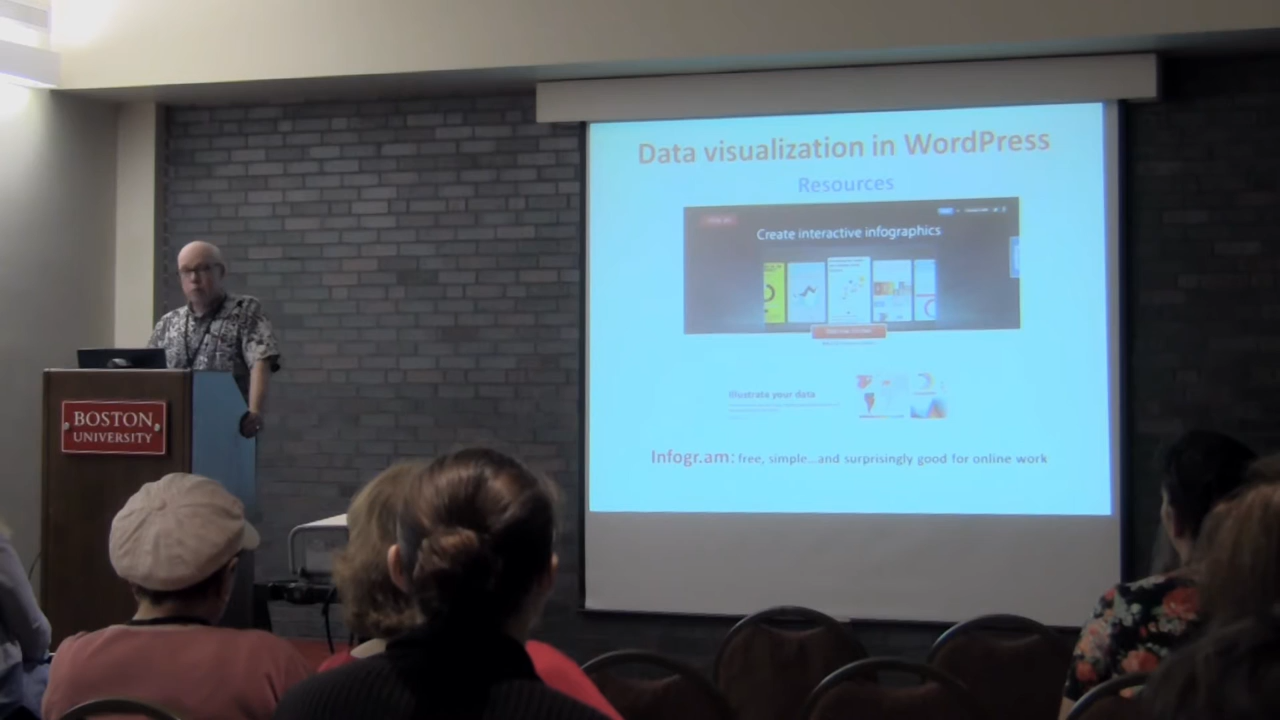 Data visualization in WordPress
Resources
Create interactive infographics
Illustrate your data
Infogr.am: free, simple...and surprisingly good for online work
BOSTON
UNIVERSITY